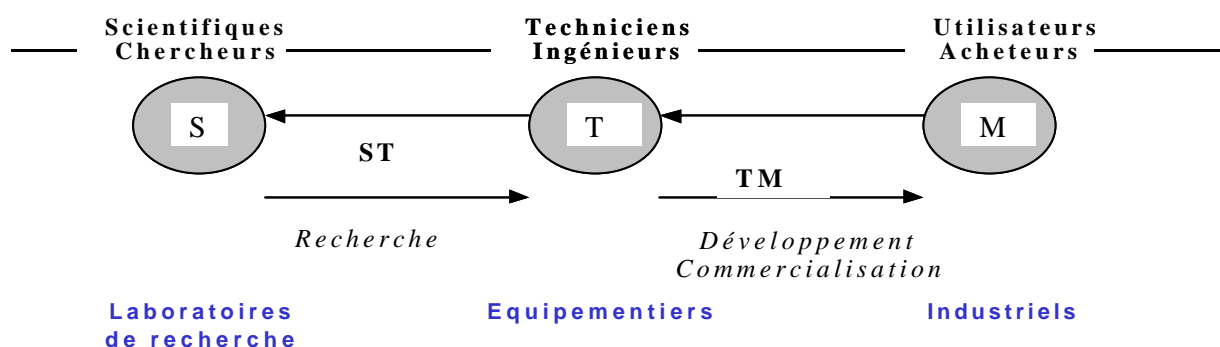 Scientifiques
Chercheurs
Techniciens
Ingénieurs
Utilisateurs
Acheteurs
S
T
M
ST
TM
Recherche
Développement
Commercialisation
Laboratoires
de recherche
Equipementiers
Industriels